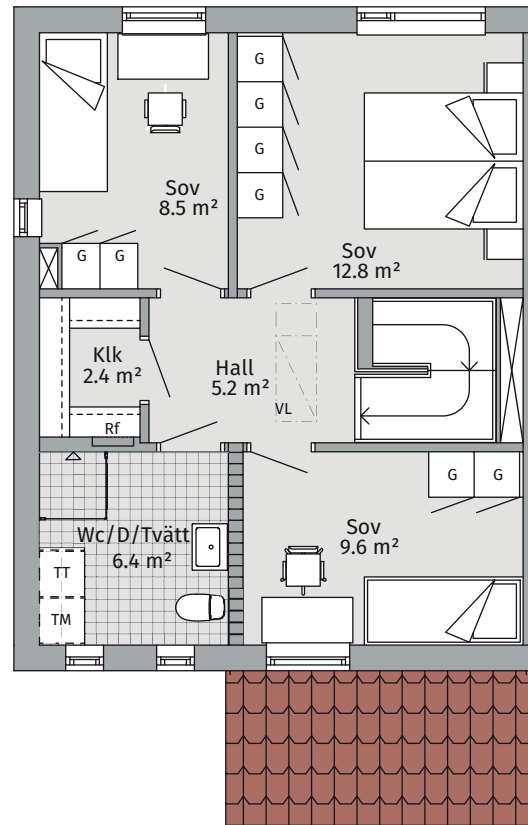 G
G
G
G
Sov
8.5 m²
Sov
12.8 m²
G G
Klk
2.4 m²
Hall
5.2 m²
VL
Rf
G G
Wc/D/Tvätt
6.4 m²
Sov
9.6 m²
TT
TM